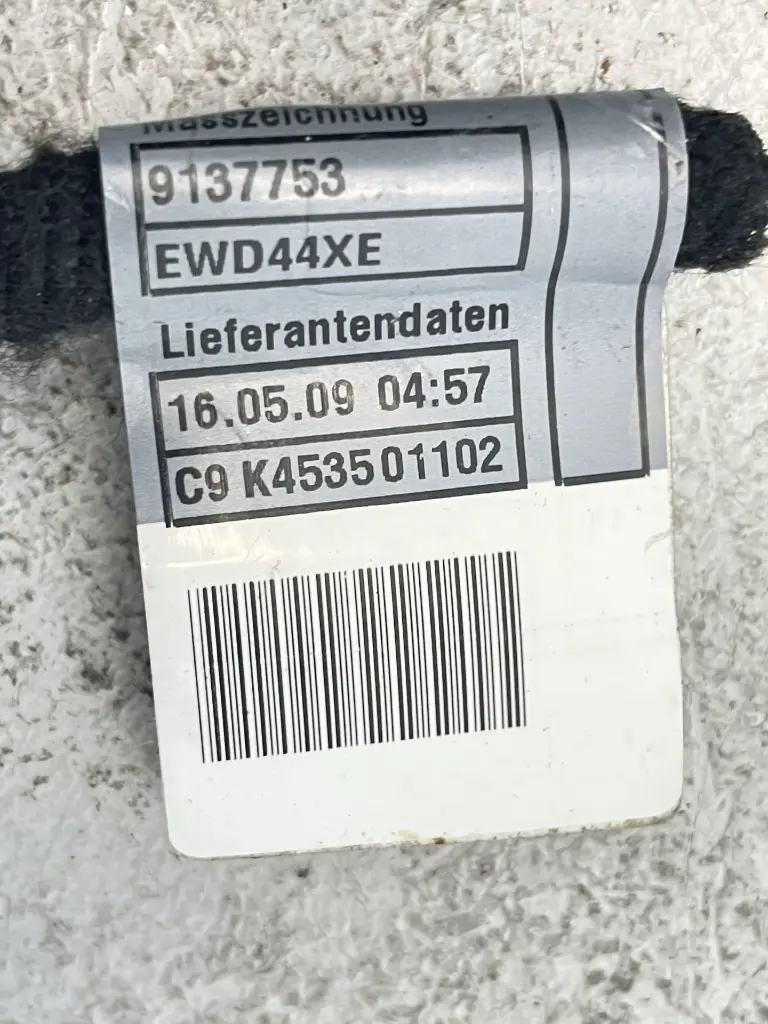 Masszeichnung
9137753
EWD44XE
Lieferantendaten
16.05.09 04:57
C9 K453501102